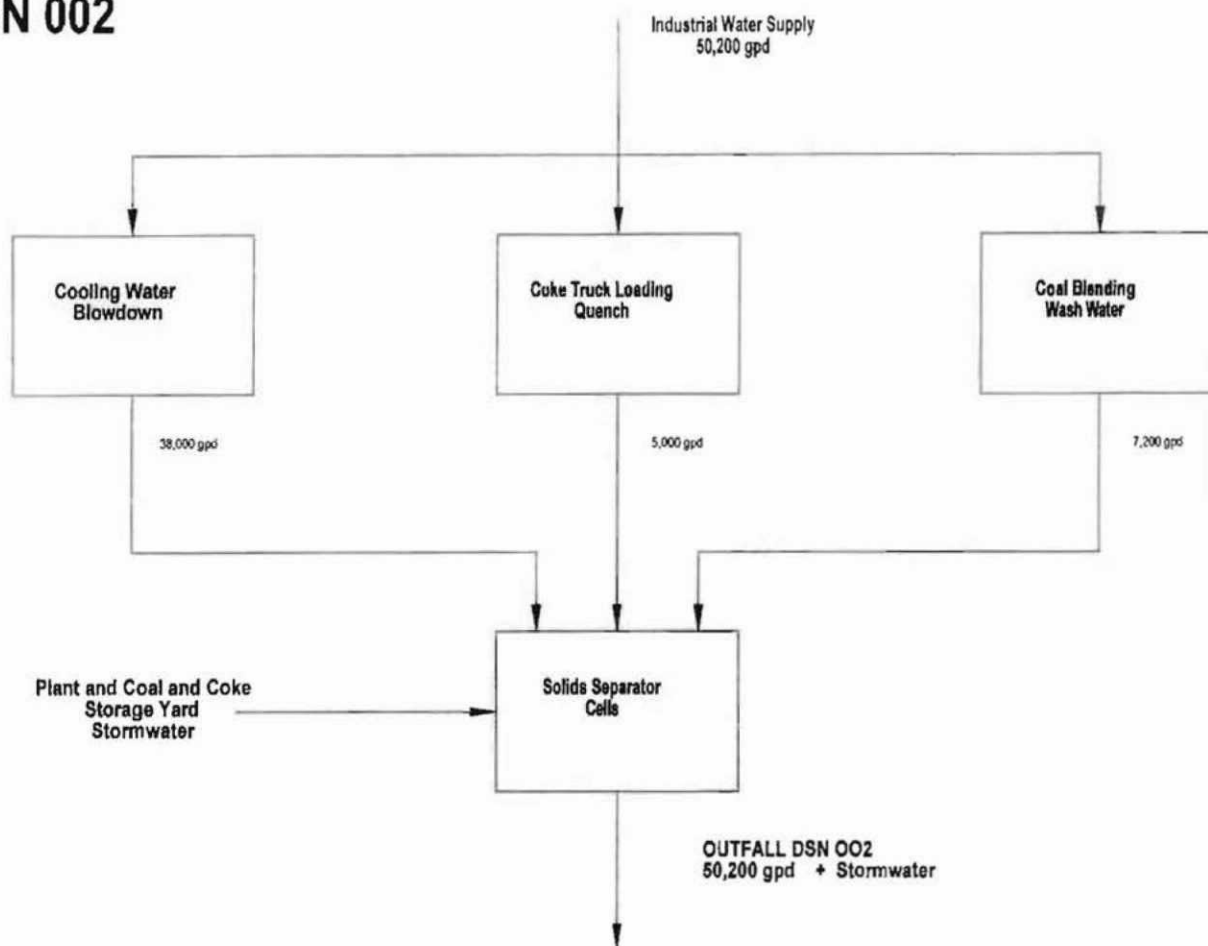 N 002
Industrial Water Supply
50,200 gpd
Cooling Water
Blowdown
Coke Truck Loading
Quench
Coal Blending
Wash Water
38,000 gpd
5,000 gpd
7,200 gpd
Plant and Coal and Coke
Storage Yard
Stormwater
Solids Separator
Cells
OUTFALL DSN OO2
50,200 gpd + Stormwater